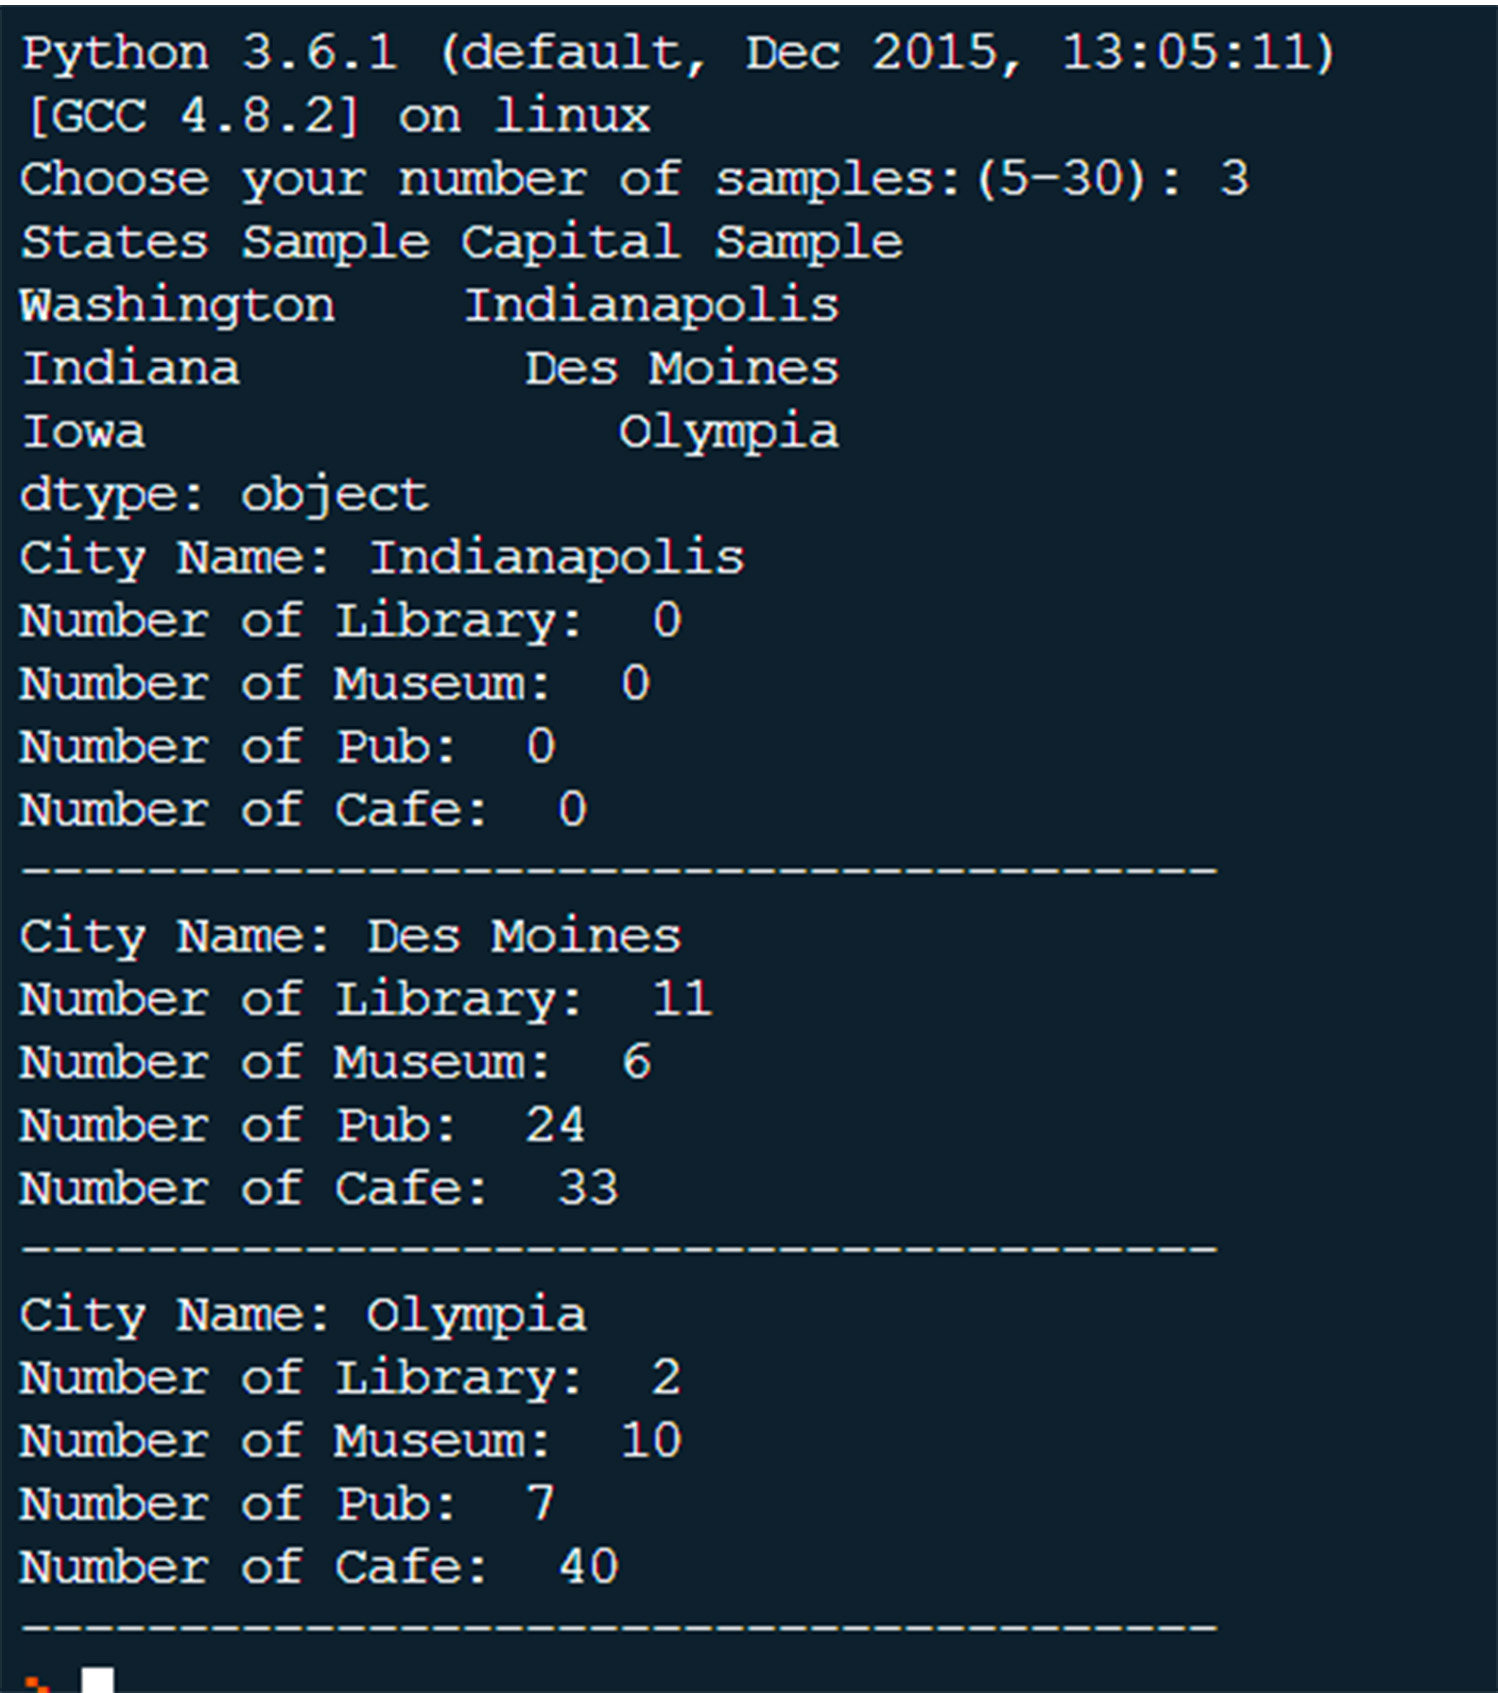 Python 3.6.1 (default, Dec 2015, 13:05:11)
[GCC 4.8.2] on linux
Choose your number of samples:(5-30): 3
States Sample Capital Sample
Washington    Indianapolis
Indiana         Des Moines
Iowa               Olympia
dtype: object
City Name: Indianapolis
Number of Library:  0
Number of Museum:  0
Number of Pub:  0
Number of Cafe:  0
---------------------------------------
City Name: Des Moines
Number of Library:  11
Number of Museum:  6
Number of Pub:  24
Number of Cafe:  33
---------------------------------------
City Name: Olympia
Number of Library:  2
Number of Museum:  10
Number of Pub:  7
Number of Cafe:  40
---------------------------------------